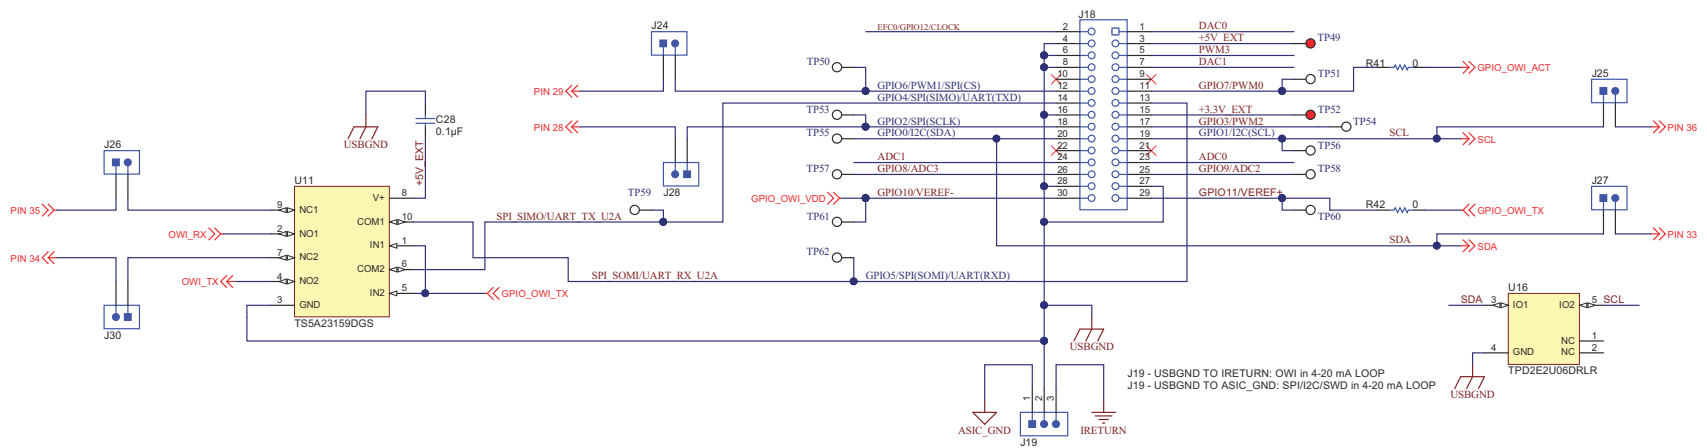 J18
J24
EFC0/GPIO12/CLOCK 2 1 DAC0
4 3 +5V_EXT TP49
6 5 PWM3
TP50 8 7 DAC1 TP51 R41 0 GPIO_OWI_ACT
10 9
J25
PIN 29 GPIO6/PWM1/SPI(CS) 12 11 GPIO7/PWM0
GPIO4/SPI(SIMO)/UART(TXD) 14 13
TP53 16 15 +3.3V_EXT TP52
C28
0.1µF
USBGND
+5V_EXT
PIN 28 GPIO2/SPI(SCLK) 18 17 GPIO3/PWM2 TP54 PIN 36
TP55 GPIO0/I2C(SDA) 20 19 GPIO1/I2C(SCL) SCL SCL
22 21 TP56
J26
ADC1 24 23 ADC0
TP57 GPIO8/ADC3 26 25 GPIO9/ADC2 TP58
J28
28 27
J27
U11
TP59
GPIO_OWI_VDD GPIO10/VEREF- 30 29 GPIO11/VEREF+
TP61 TP60 R42 0 GPIO_OWI_TX
PIN 35 9 NC1 V+ 8
OWI_RX 2 NO1 COM1 10 SPI_SIMO/UART_TX_U2A
IN1 1
PIN 34 7 NC2 COM2 6
OWI_TX 4 NO2 IN2 5 GPIO_OWI_TX
3 GND
TS5A23159DGS
J30
SDA SDA PIN 33
TP62
SPI_SOMI/UART_RX_U2A GPIO5/SPI(SOMI)/UART(RXD)
U16
SDA 3 IO1 IO2 5 SCL
NC 1
4 GND NC 2
TPD2E2U06DRLR
USBGND
USBGND
J19 - USBGND TO IRETURN: OWI in 4-20 mA LOOP
J19 - USBGND TO ASIC_GND: SPI/I2C/SWD in 4-20 mA LOOP
1 2 3
ASIC_GND IRETURN
J19